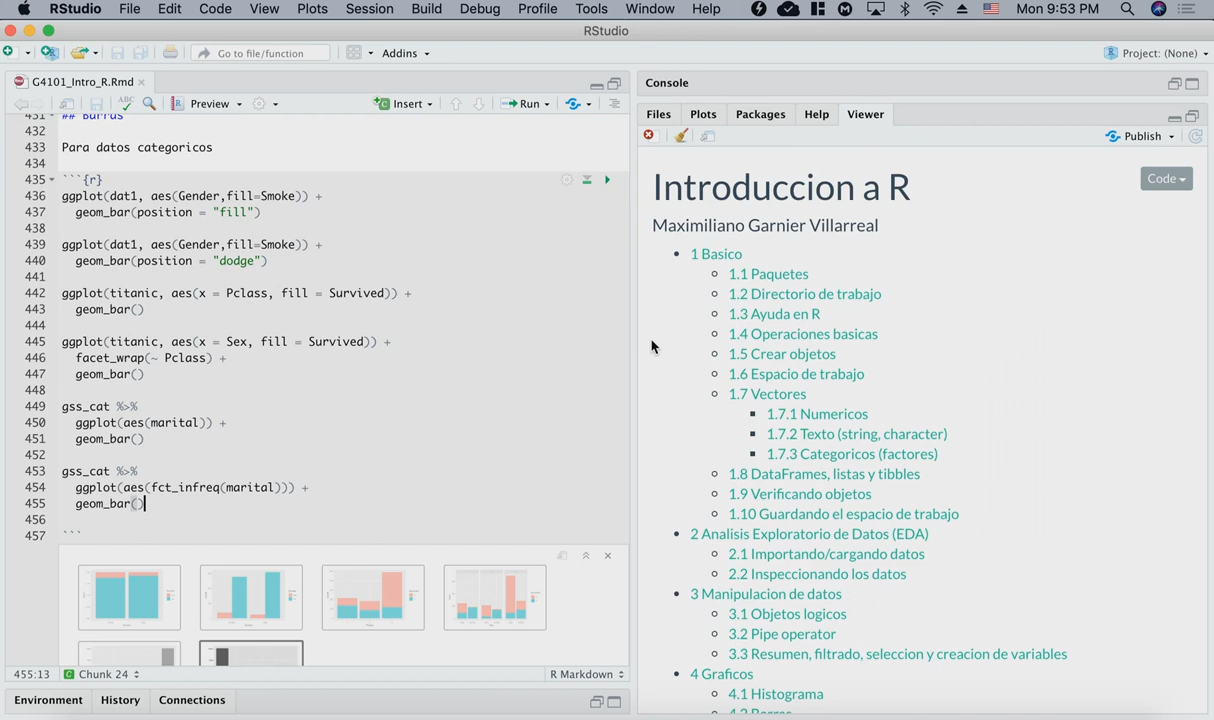 RStudio File Edit Code View Plots Session Build Debug Profile Tools Window Help Mon 9:53 PM
RStudio
Go to file/function Addins Project: (None)
G4101_Intro_R.Rmd
Preview Insert Run
431 ## Barras
432
433 Para datos categoricos
434
435 ```{r}
436 ggplot(dat1, aes(Gender,fill=Smoke)) +
437 geom_bar(position = "fill")
438
439 ggplot(dat1, aes(Gender,fill=Smoke)) +
440 geom_bar(position = "dodge")
441
442 ggplot(titanic, aes(x = Pclass, fill = Survived)) +
443 geom_bar()
444
445 ggplot(titanic, aes(x = Sex, fill = Survived)) +
446 facet_wrap(~ Pclass) +
447 geom_bar()
448
449 gss_cat %>%
450 ggplot(aes(marital)) +
451 geom_bar()
452
453 gss_cat %>%
454 ggplot(aes(fct_infreq(marital))) +
455 geom_bar()
456
457 ```
455:13 Chunk 24 R Markdown
Environment History Connections
Console
Files Plots Packages Help Viewer
Publish
Introduccion a R
Code
Maximiliano Garnier Villarreal
1 Basico
1.1 Paquetes
1.2 Directorio de trabajo
1.3 Ayuda en R
1.4 Operaciones basicas
1.5 Crear objetos
1.6 Espacio de trabajo
1.7 Vectores
1.7.1 Numericos
1.7.2 Texto (string, character)
1.7.3 Categoricos (factores)
1.8 DataFrames, listas y tibbles
1.9 Verificando objetos
1.10 Guardando el espacio de trabajo
2 Analisis Exploratorio de Datos (EDA)
2.1 Importando/cargando datos
2.2 Inspeccionando los datos
3 Manipulacion de datos
3.1 Objetos logicos
3.2 Pipe operator
3.3 Resumen, filtrado, seleccion y creacion de variables
4 Graficos
4.1 Histograma
4.2 Barras